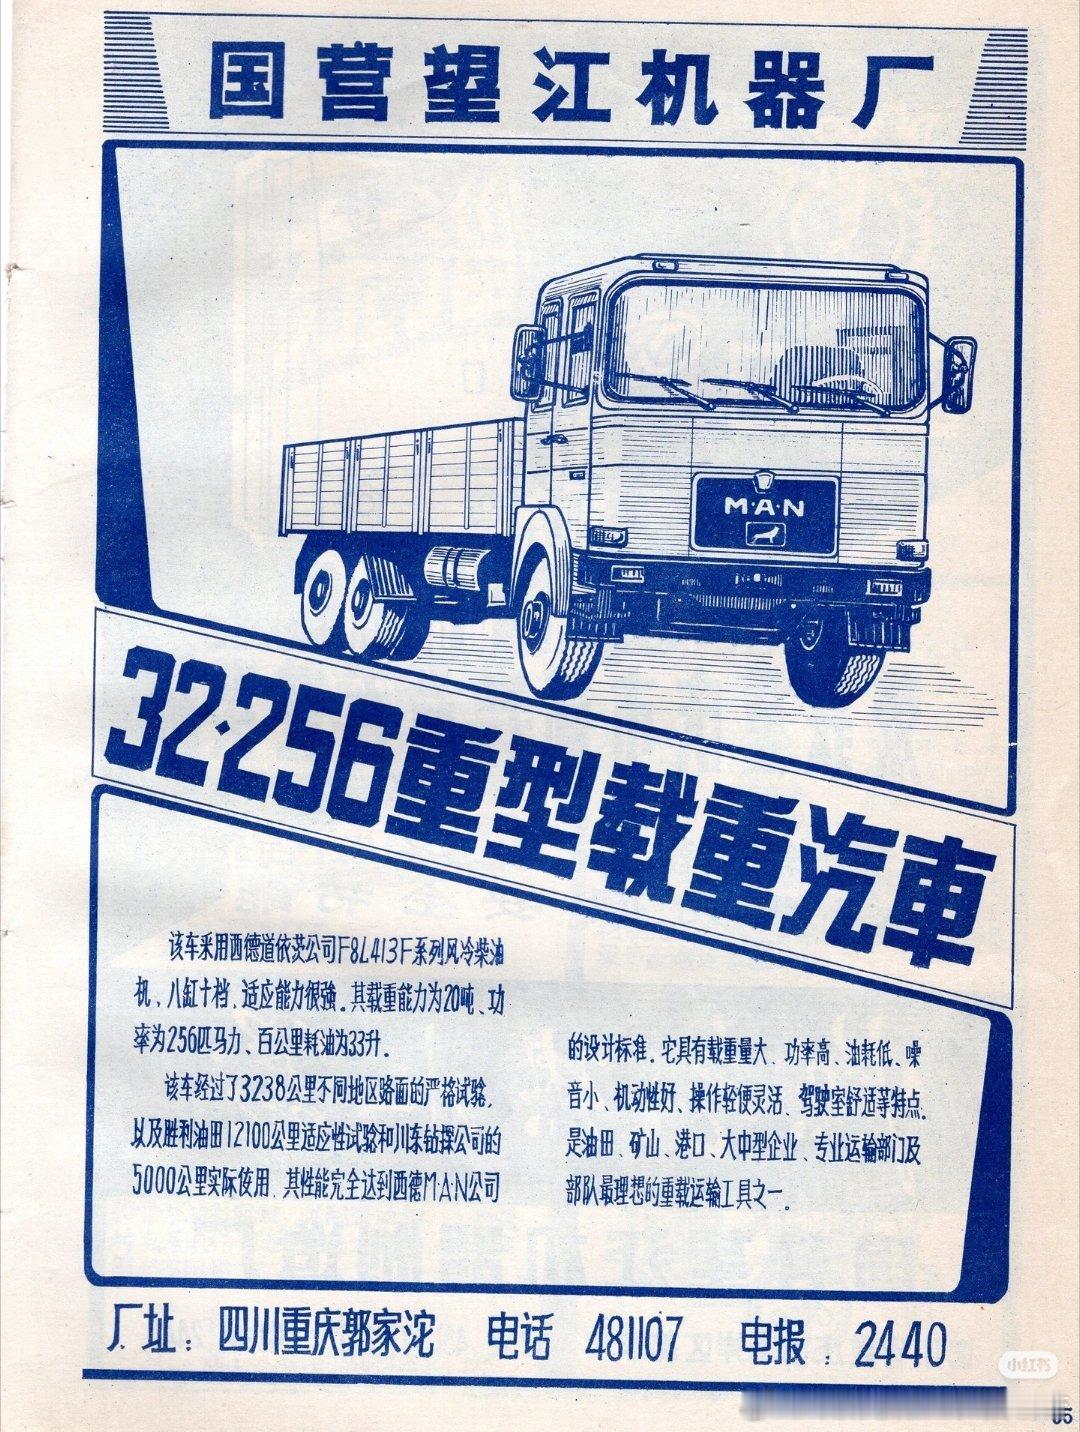 国营望江机器厂
M·A·N
32·256重型载重汽車
该车采用西德道依茨公司F8L413F系列风冷柴油
机、八缸十档、适应能力很强。其载重能力为20吨、功
率为256匹马力、百公里耗油为33升。
该车经过了3238公里不同地区路面的严格试验,
以及胜利油田12100公里适应性试验和川东钻探公司的
5000公里实际使用,其性能完全达到西德M·A·N公司
的设计标准。它具有载重量大、功率高、油耗低、噪
音小、机动性好、操作轻便灵活、驾驶室舒适等特点。
是油田、矿山、港口、大中型企业、专业运输部门及
部队最理想的重载运输工具之一。
厂址:四川重庆郭家沱 电话 481107 电报:2440
小红书